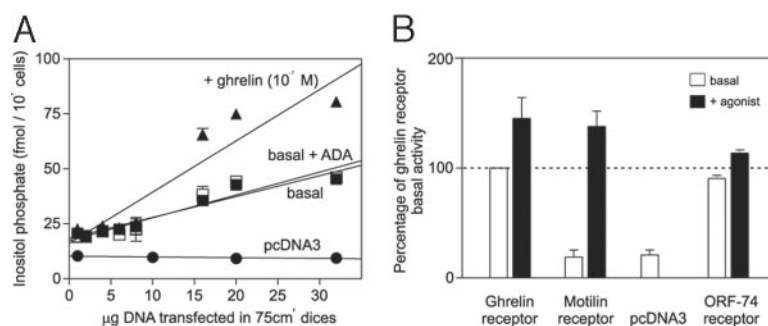 A
Inositol phosphate (fmol / 10⁻ cells)
100
75
50
25
0
+ ghrelin (10⁻ M)
basal + ADA
basal
pcDNA3
0
10
20
30
µg DNA transfected in 75cm² dices
B
Percentage of ghrelin receptor
basal activity
200
100
0
basal
+ agonist
Ghrelin
receptor
Motilin
receptor
pcDNA3
ORF-74
receptor